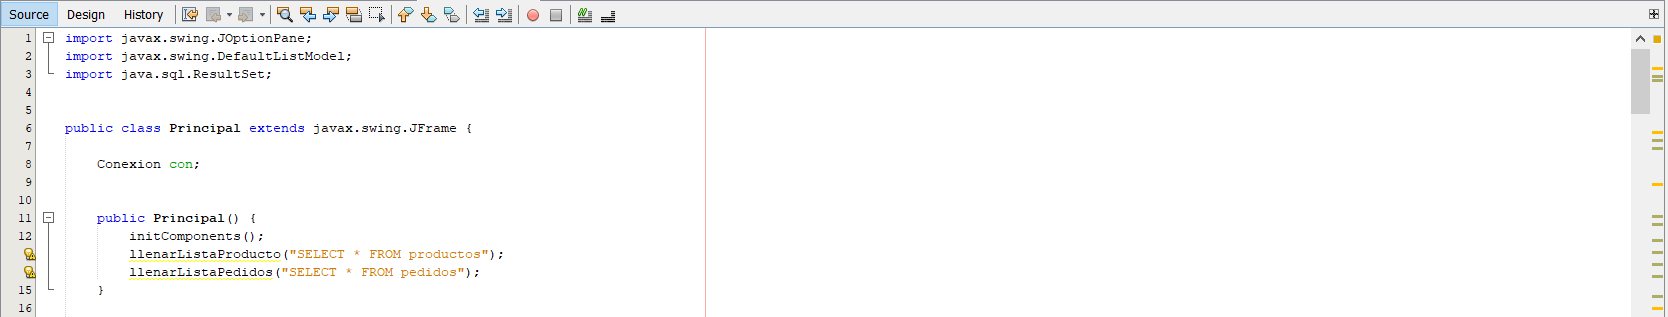 Source Design History
1 import javax.swing.JOptionPane;
2 import javax.swing.DefaultListModel;
3 import java.sql.ResultSet;
4
5
6 public class Principal extends javax.swing.JFrame {
7
8 Conexion con;
9
10
11 public Principal() {
12 initComponents();
llenarListaProducto("SELECT * FROM productos");
llenarListaPedidos("SELECT * FROM pedidos");
15 }
16